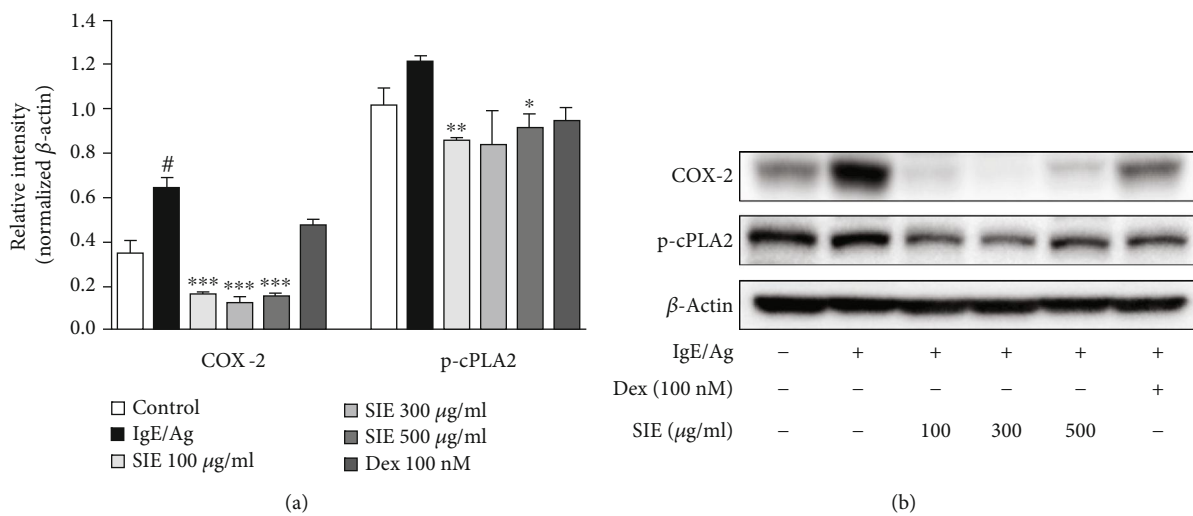 Relative intensity
(normalized β-actin)
1.4
1.2
1.0
0.8
0.6
0.4
0.2
0.0
#
***
***
***
**
*
COX -2
p-cPLA2
Control
IgE/Ag
SIE 100 μg/ml
SIE 300 μg/ml
SIE 500 μg/ml
Dex 100 nM
(a)
COX-2
p-cPLA2
β-Actin
IgE/Ag – + + + + +
Dex (100 nM) – – – – – +
SIE (μg/ml) – – 100 300 500 –
(b)